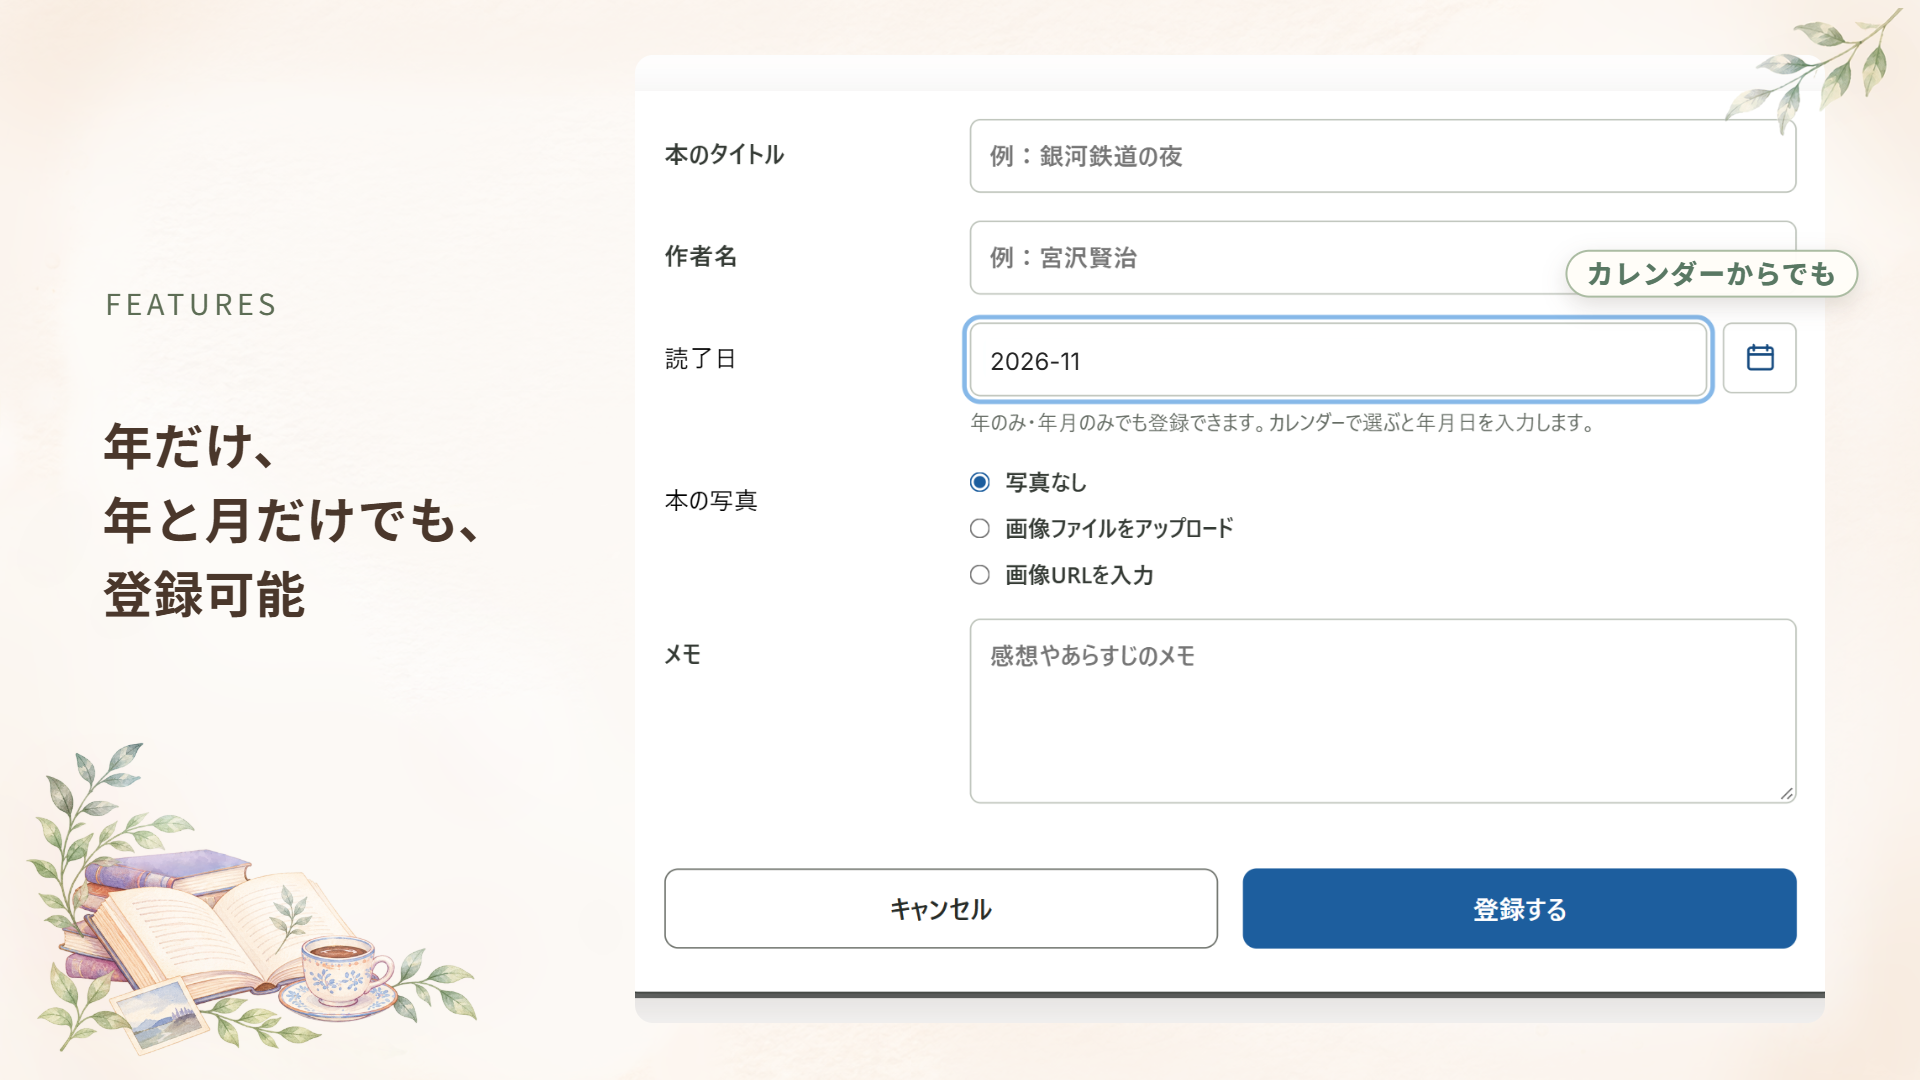 FEATURES
年だけ、
年と月だけでも、
登録可能
本のタイトル
例：銀河鉄道の夜
作者名
例：宮沢賢治
カレンダーからでも
読了日
2026-11
年のみ・年月のみでも登録できます。カレンダーで選ぶと年月日を入力します。
本の写真
写真なし
画像ファイルをアップロード
画像URLを入力
メモ
感想やあらすじのメモ
キャンセル
登録する